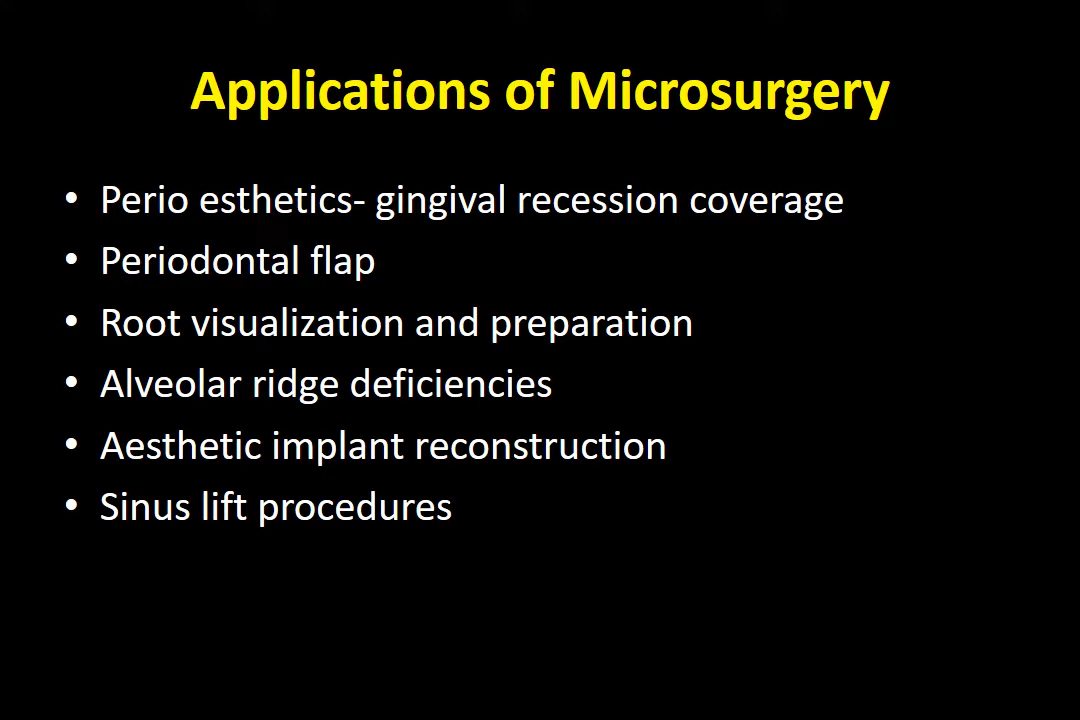 Applications of Microsurgery
• Perio esthetics- gingival recession coverage
• Periodontal flap
• Root visualization and preparation
• Alveolar ridge deficiencies
• Aesthetic implant reconstruction
• Sinus lift procedures